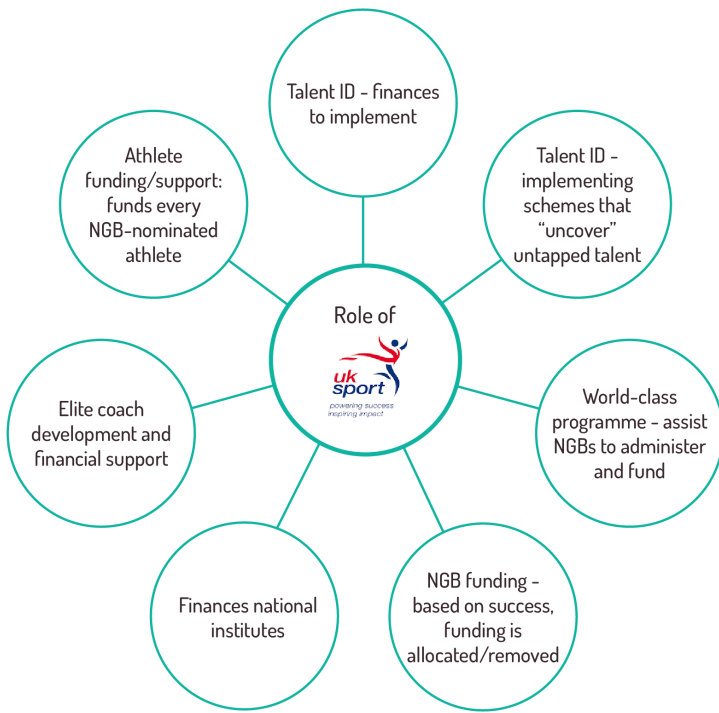 Talent ID - finances
to implement
Talent ID -
implementing
schemes that
“uncover”
untapped talent
World-class
programme - assist
NGBs to administer
and fund
NGB funding -
based on success,
funding is
allocated/removed
Finances national
institutes
Elite coach
development and
financial support
Athlete
funding/support:
funds every
NGB-nominated
athlete
Role of
uk
sport
powering success
inspiring impact